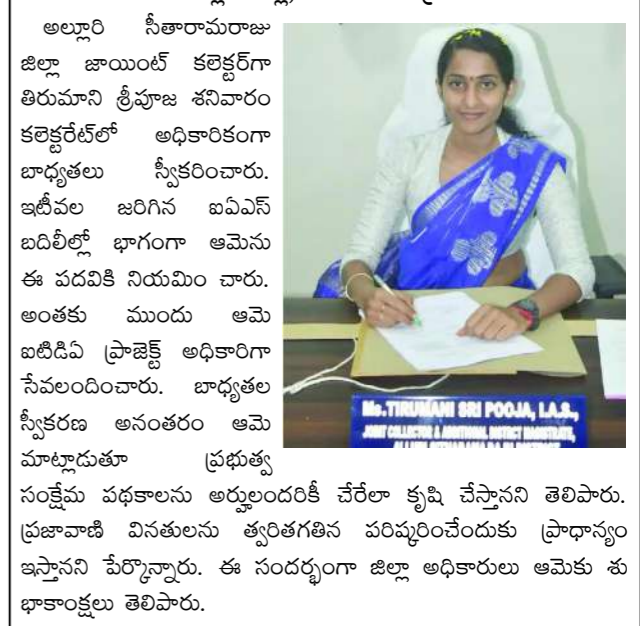 అల్లూరి సీతారామరాజు
జిల్లా జాయింట్ కలెక్టర్‌గా
తిరుమాని శ్రీపూజ శనివారం
కలెక్టరేట్‌లో అధికారికంగా
బాధ్యతలు స్వీకరించారు.
ఇటీవల జరిగిన ఐఏఎస్
బదిలీల్లో భాగంగా ఆమెను
ఈ పదవికి నియమిం చారు.
అంతకు ముందు ఆమె
ఐటిడిఏ ప్రాజెక్ట్ అధికారిగా
సేవలందించారు. బాధ్యతల
స్వీకరణ అనంతరం ఆమె
మాట్లాడుతూ ప్రభుత్వ
సంక్షేమ పథకాలను అర్హులందరికీ చేరేలా కృషి చేస్తానని తెలిపారు.
ప్రజావాణి వినతులను త్వరితగతిన పరిష్కరించేందుకు ప్రాధాన్యం
ఇస్తానని పేర్కొన్నారు. ఈ సందర్భంగా జిల్లా అధికారులు ఆమెకు శు
భాకాంక్షలు తెలిపారు.
Ms.TIRUMANI SRI POOJA, I.A.S.,
JOINT COLLECTOR & ADDITIONAL DISTRICT MAGISTRATE,